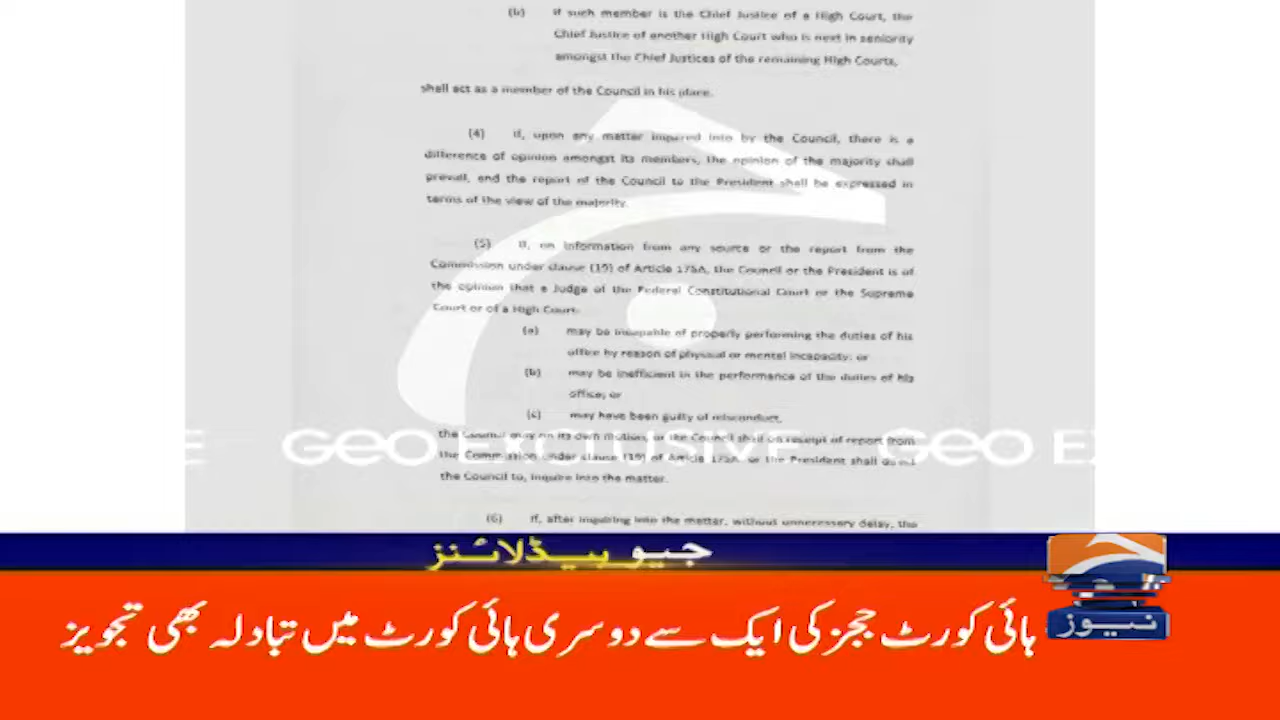 (b) if such member is the Chief Justice of a High Court, the
Chief Justice of another High Court who is next in seniority
amongst the Chief Justices of the remaining High Courts,
shall act as a member of the Council in his place.
(4) If, upon any matter inquired into by the Council, there is a
difference of opinion amongst its members, the opinion of the majority shall
prevail, and the report of the Council to the President shall be expressed in
terms of the view of the majority.
(5) If, on information from any source or the report from the
Commission under clause (19) of Article 175A, the Council or the President is of
the opinion that a Judge of the Federal Constitutional Court or the Supreme
Court or of a High Court:
(a) may be incapable of properly performing the duties of his
office by reason of physical or mental incapacity; or
(b) may be inefficient in the performance of the duties of his
office; or
(c) may have been guilty of misconduct,
the Council may on its own motion, or the Council shall on receipt of report from
the Commission under clause (19) of Article 175A, or the President shall direct
the Council to, inquire into the matter.
(6) If, after inquiring into the matter, without unnecessary delay, the
GEO EXCLUSIVE GEO E
جیو ہیڈلائنز
ہائی کورٹ ججز کی ایک سے دوسری ہائی کورٹ میں تبادلہ بھی تجویز
نیوز